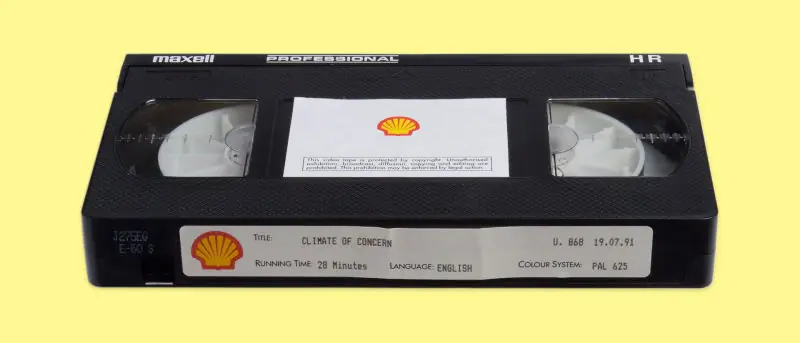 maxell PROFESSIONAL HR
This video tape is protected by copyright. Unauthorised
exhibition, broadcast, diffusion, copying and editing are
prohibited. This prohibition may be enforced by legal action.
J275EG
E-60 S
TITLE: CLIMATE OF CONCERN U. 868 19.07.91
RUNNING TIME: 28 Minutes LANGUAGE: ENGLISH COLOUR SYSTEM: PAL 625